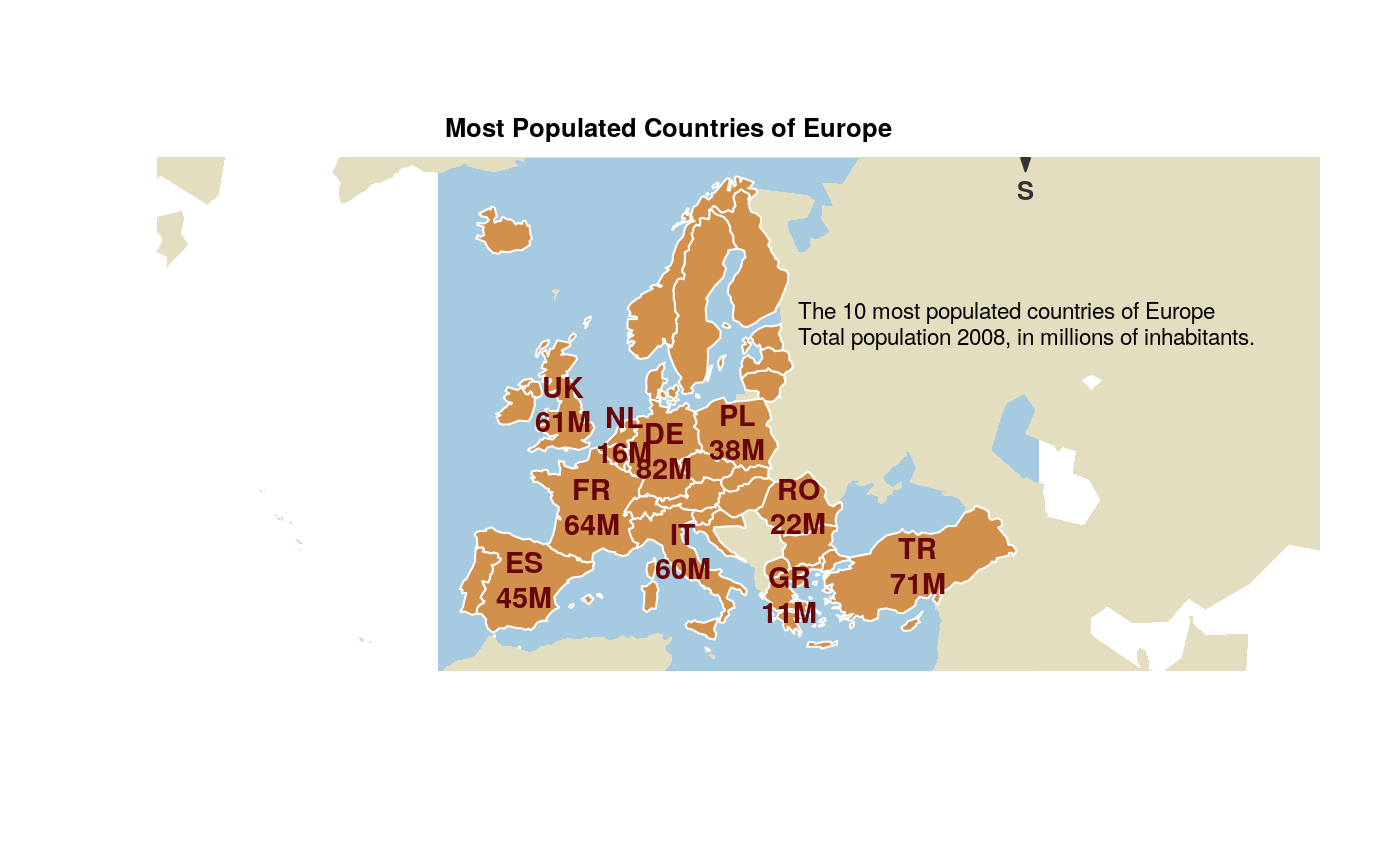 Most Populated Countries of Europe
S
The 10 most populated countries of Europe
Total population 2008, in millions of inhabitants.
UK
61M
NL
16M
DE
82M
PL
38M
FR
64M
RO
22M
IT
60M
ES
45M
GR
11M
TR
71M